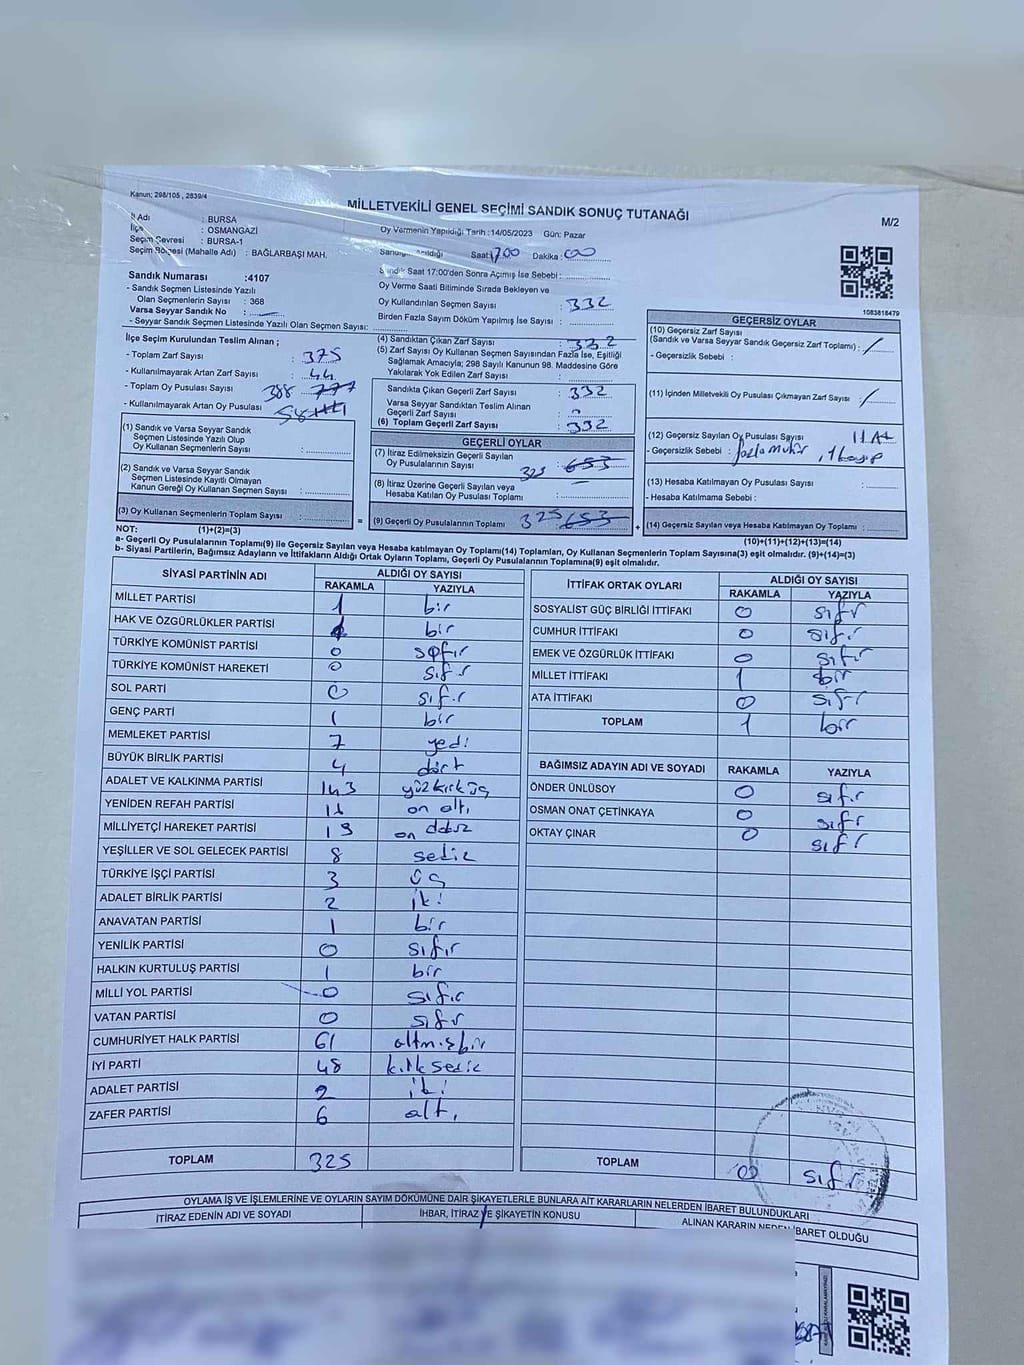 Kanun: 298/105 , 2839/4
MİLLETVEKİLİ GENEL SEÇİMİ SANDIK SONUÇ TUTANAĞI
M/2
İl Adı : BURSA
İlçe : OSMANGAZİ
Seçim Çevresi : BURSA-1
Seçim Bölgesi (Mahalle Adı) : BAĞLARBAŞI MAH.
Sandık Numarası :4107
- Sandık Seçmen Listesinde Yazılı
Olan Seçmenlerin Sayısı : 368
Varsa Seyyar Sandık No :
- Seyyar Sandık Seçmen Listesinde Yazılı Olan Seçmen Sayısı:
Oy Vermenin Yapıldığı Tarih :14/05/2023 Gün: Pazar
Sandığın Açıldığı Saat: 17.00 Dakika: 00
Sandık Saat 17:00'den Sonra Açılmış İse Sebebi :
Oy Verme Saati Bitiminde Sırada Bekleyen ve
Oy Kullandırılan Seçmen Sayısı : 332
Birden Fazla Sayım Döküm Yapılmış İse Sayısı :
1083818479
İlçe Seçim Kurulundan Teslim Alınan ;
- Toplam Zarf Sayısı : 375
- Kullanılmayarak Artan Zarf Sayısı : 44
- Toplam Oy Pusulası Sayısı : 388 777
- Kullanılmayarak Artan Oy Pusulası : 58
(1) Sandık ve Varsa Seyyar Sandık
Seçmen Listesinde Yazılı Olup
Oy Kullanan Seçmenlerin Sayısı :
(2) Sandık ve Varsa Seyyar Sandık
Seçmen Listesinde Kayıtlı Olmayan
Kanun Gereği Oy Kullanan Seçmen Sayısı :
(3) Oy Kullanan Seçmenlerin Toplam Sayısı :
(4) Sandıktan Çıkan Zarf Sayısı : 332
(5) Zarf Sayısı Oy Kullanan Seçmen Sayısından Fazla İse, Eşitliği
Sağlamak Amacıyla; 298 Sayılı Kanunun 98. Maddesine Göre
Yakılarak Yok Edilen Zarf Sayısı :
Sandıkta Çıkan Geçerli Zarf Sayısı : 332
Varsa Seyyar Sandıktan Teslim Alınan
Geçerli Zarf Sayısı :
(6) Toplam Geçerli Zarf Sayısı : 332
GEÇERLİ OYLAR
(7) İtiraz Edilmeksizin Geçerli Sayılan
Oy Pusulalarının Sayısı : 325 653
(8) İtiraz Üzerine Geçerli Sayılan veya
Hesaba Katılan Oy Pusulası Toplamı :
= (9) Geçerli Oy Pusulalarının Toplamı : 325 653 +
GEÇERSİZ OYLAR
(10) Geçersiz Zarf Sayısı
(Sandık ve Varsa Seyyar Sandık Geçersiz Zarf Toplamı) : /
- Geçersizlik Sebebi :
(11) İçinden Milletvekili Oy Pusulası Çıkmayan Zarf Sayısı : /
(12) Geçersiz Sayılan Oy Pusulası Sayısı
- Geçersizlik Sebebi : fazla mühür, 1 kayıp
(13) Hesaba Katılmayan Oy Pusulası Sayısı :
- Hesaba Katılmama Sebebi :
(14) Geçersiz Sayılan veya Hesaba Katılmayan Oy Toplamı :
NOT: (1)+(2)=(3)
(10)+(11)+(12)+(13)=(14)
a- Geçerli Oy Pusulaları Toplamı(9) ile Geçersiz Sayılan veya Hesaba katılmayan Oy Toplamı(14) Toplamları, Oy Kullanan Seçmenlerin Toplam Sayısına(3) eşit olmalıdır. (9)+(14)=(3)
b- Siyasi Partilerin, Bağımsız Adayların ve İttifakların Aldığı Ortak Oyların Toplamı, Geçerli Oy Pusulalarının Toplamına(9) eşit olmalıdır.
SİYASİ PARTİNİN ADI ALDIĞI OY SAYISI
RAKAMLA YAZIYLA
MİLLET PARTİSİ 1 bir
HAK VE ÖZGÜRLÜKLER PARTİSİ 1 bir
TÜRKİYE KOMÜNİST PARTİSİ 0 sıfır
TÜRKİYE KOMÜNİST HAREKETİ 0 sıfır
SOL PARTİ 0 sıfır
GENÇ PARTİ 1 bir
MEMLEKET PARTİSİ 7 yedi
BÜYÜK BİRLİK PARTİSİ 4 dört
ADALET VE KALKINMA PARTİSİ 143 yüzkırküç
YENİDEN REFAH PARTİSİ 16 on altı
MİLLİYETÇİ HAREKET PARTİSİ 19 on dokuz
YEŞİLLER VE SOL GELECEK PARTİSİ 8 sekiz
TÜRKİYE İŞÇİ PARTİSİ 3 üç
ADALET BİRLİK PARTİSİ 2 iki
ANAVATAN PARTİSİ 1 bir
YENİLİK PARTİSİ 0 sıfır
HALKIN KURTULUŞ PARTİSİ 1 bir
MİLLİ YOL PARTİSİ 0 sıfır
VATAN PARTİSİ 0 sıfır
CUMHURİYET HALK PARTİSİ 61 altmışbir
İYİ PARTİ 48 kırksekiz
ADALET PARTİSİ 2 iki
ZAFER PARTİSİ 6 altı
TOPLAM 325
İTTİFAK ORTAK OYLARI ALDIĞI OY SAYISI
RAKAMLA YAZIYLA
SOSYALİST GÜÇ BİRLİĞİ İTTİFAKI 0 sıfır
CUMHUR İTTİFAKI 0 sıfır
EMEK VE ÖZGÜRLÜK İTTİFAKI 0 sıfır
MİLLET İTTİFAKI 1 bir
ATA İTTİFAKI 0 sıfır
TOPLAM 1 bir
BAĞIMSIZ ADAYIN ADI VE SOYADI RAKAMLA YAZIYLA
ÖNDER ÜNLÜSOY 0 sıfır
OSMAN ONAT ÇETİNKAYA 0 sıfır
OKTAY ÇINAR 0 sıfır
TOPLAM 0 sıfır
OYLAMA İŞ VE İŞLEMLERİNE VE OYLARIN SAYIM DÖKÜMÜNE DAİR ŞİKAYETLERLE BUNLARA AİT KARARLARIN NELERDEN İBARET BULUNDUKLARI
İTİRAZ EDENİN ADI VE SOYADI İHBAR, İTİRAZ VE ŞİKAYETİN KONUSU ALINAN KARARIN NEDEN İBARET OLDUĞU